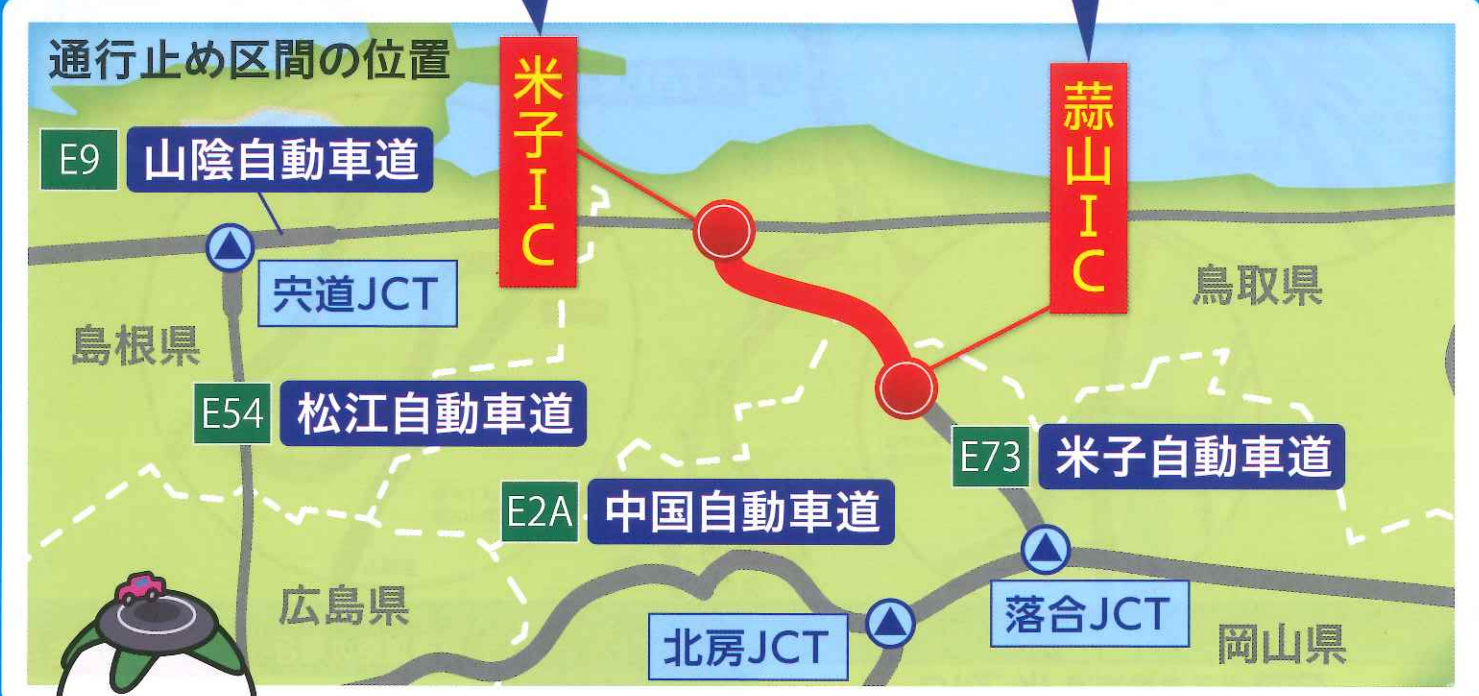 通行止め区間の位置
米子IC
蒜山IC
E9 山陰自動車道
宍道JCT
鳥取県
島根県
E54 松江自動車道
E73 米子自動車道
E2A 中国自動車道
広島県
落合JCT
北房JCT
岡山県